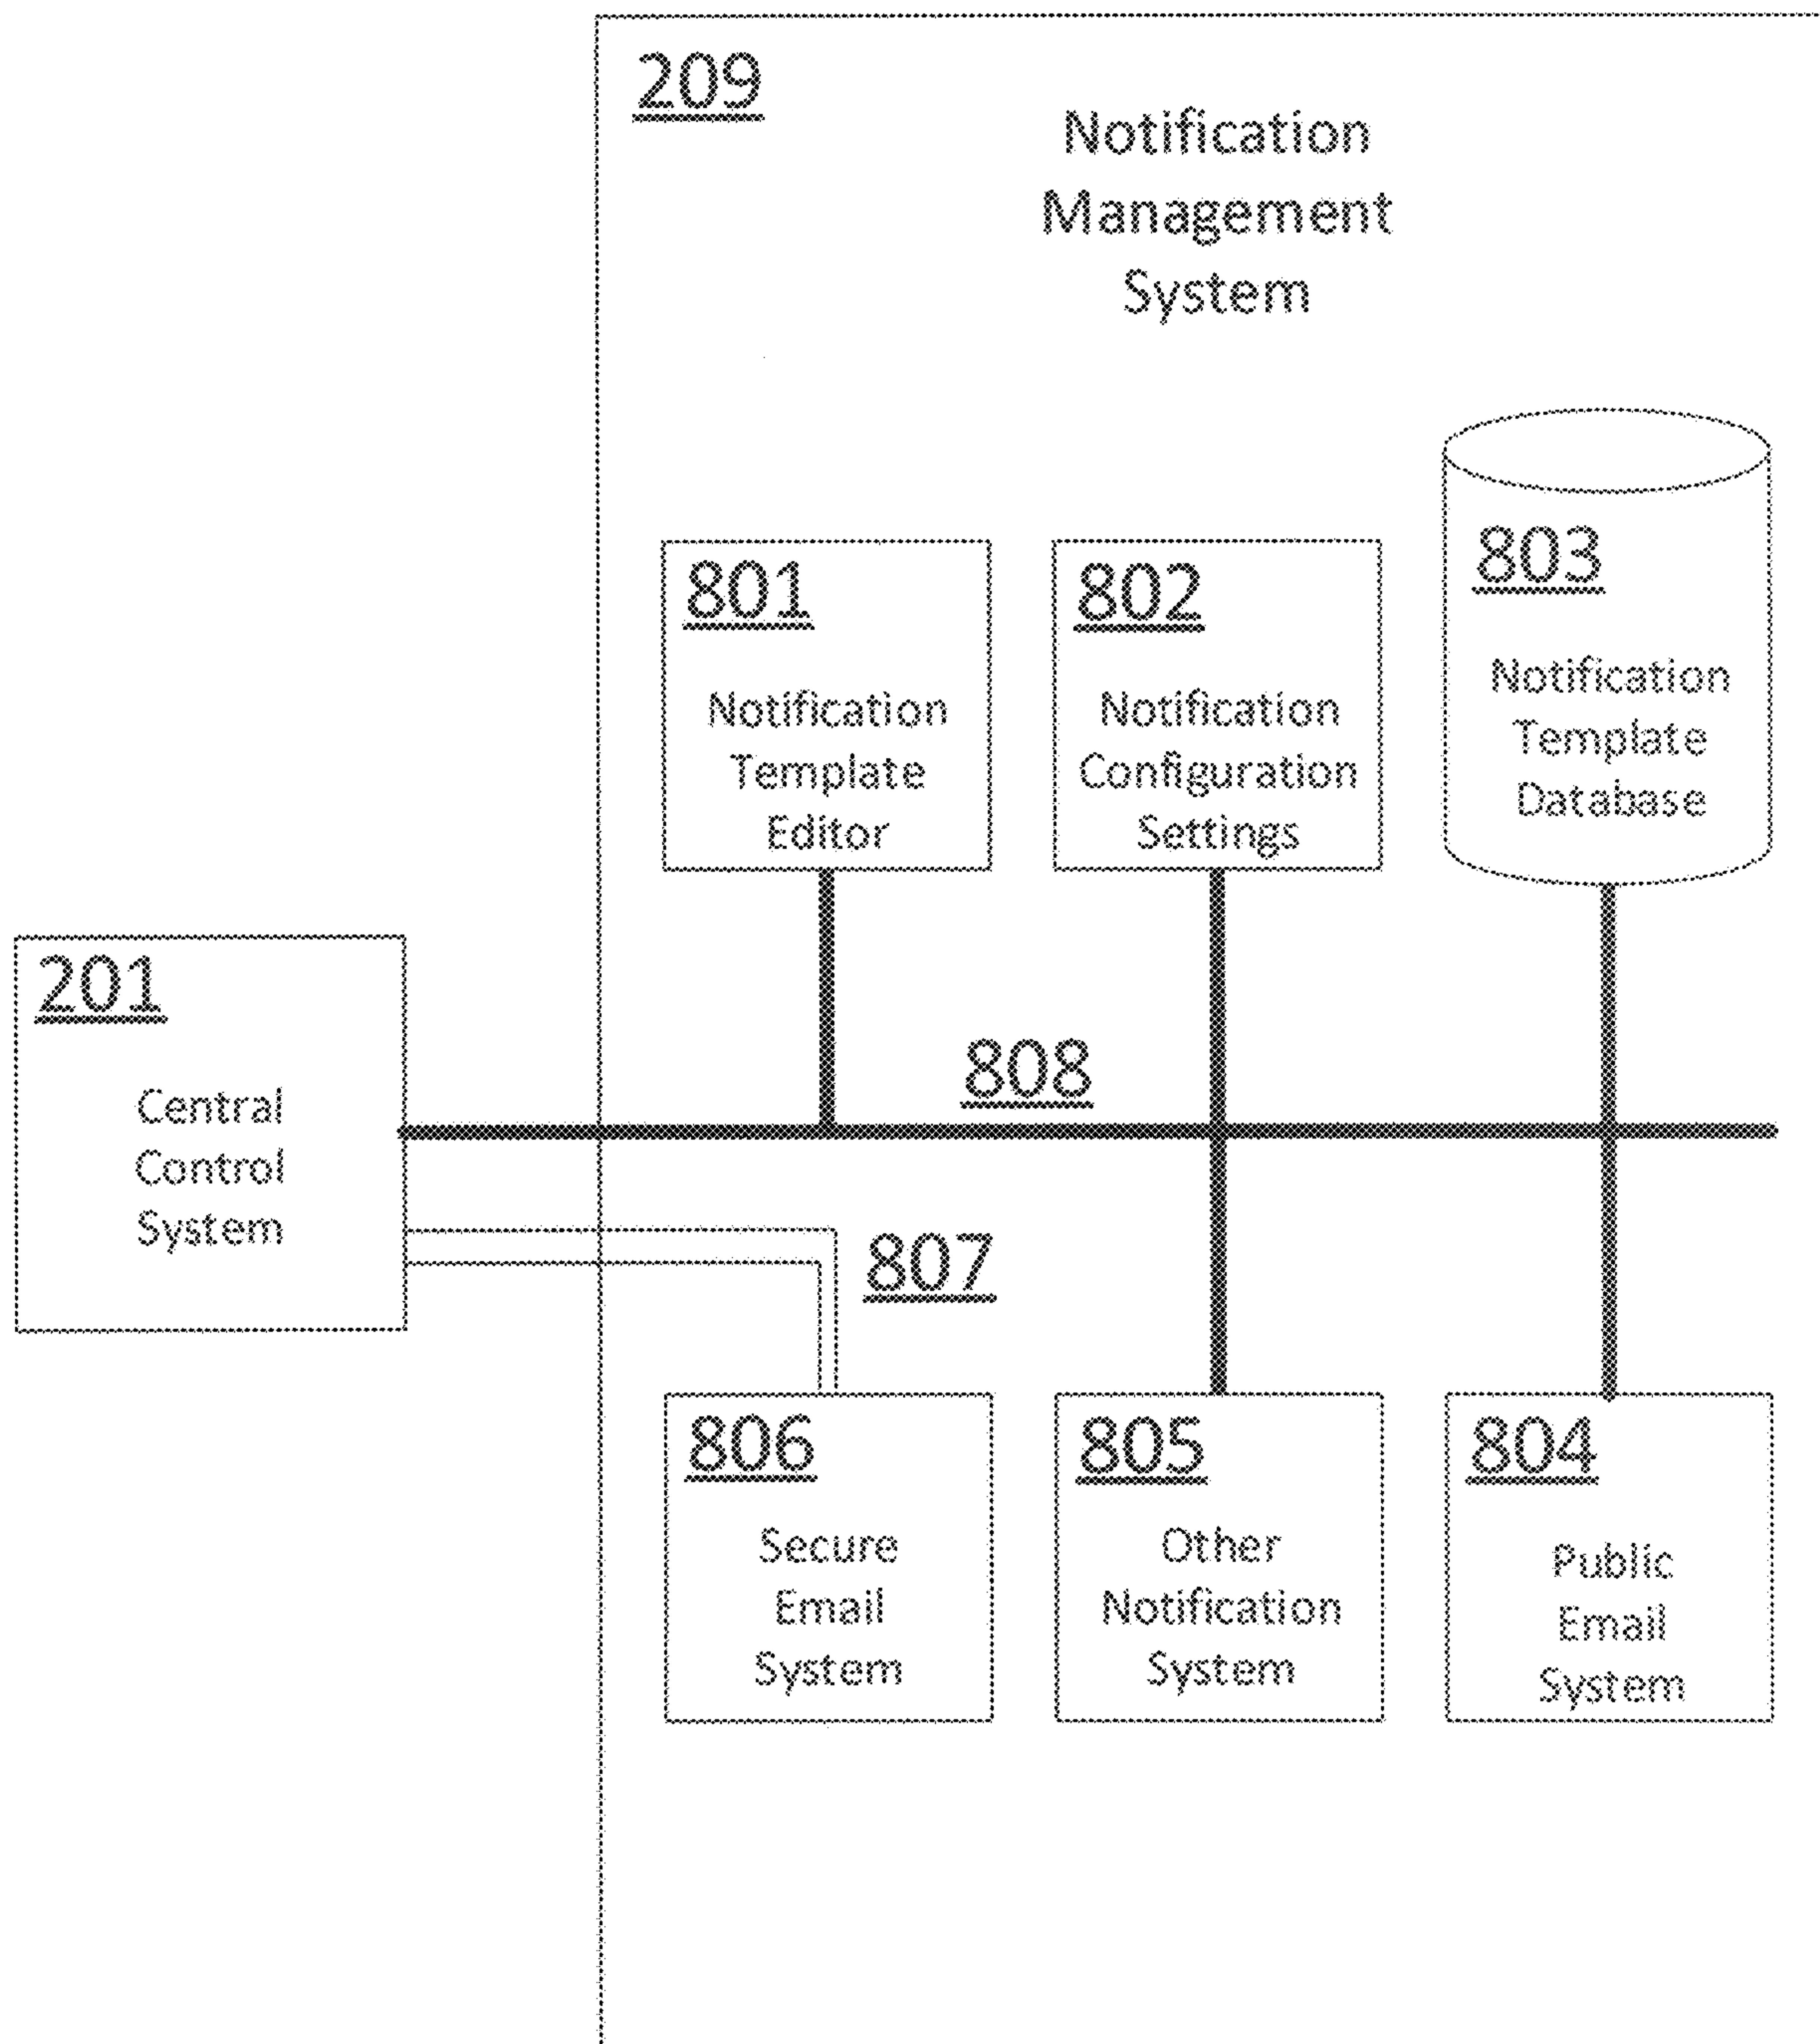 209
Notification
Management
System
801
Notification
Template
Editor
802
Notification
Configuration
Settings
803
Notification
Template
Database
201
Central
Control
System
808
807
806
Secure
Email
System
805
Other
Notification
System
804
Public
Email
System